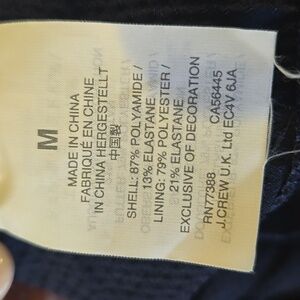 M
MADE IN CHINA
FABRIQUÉ EN CHINE
IN CHINA HERGESTELLT
中国製
SHELL: 87% POLYAMIDE /
13% ELASTANE
LINING: 79% POLYESTER /
21% ELASTANE
EXCLUSIVE OF DECORATION
RN77388 CA56445
J.CREW U.K. Ltd EC4V 6JA